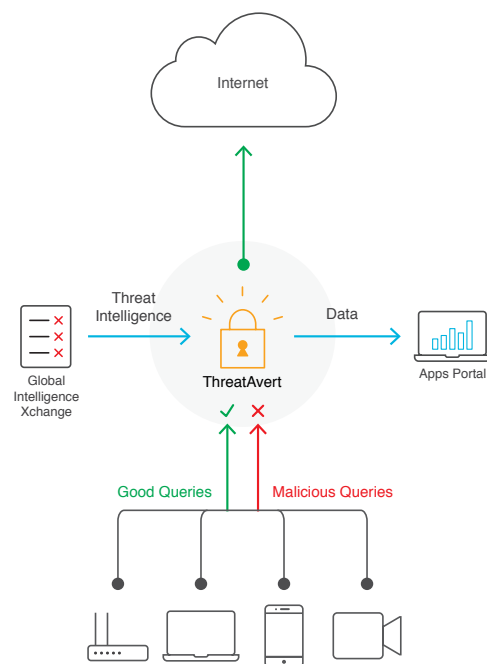 Internet
Threat
Intelligence
Data
ThreatAvert
Global
Intelligence
Xchange
Apps Portal
Good Queries
Malicious Queries